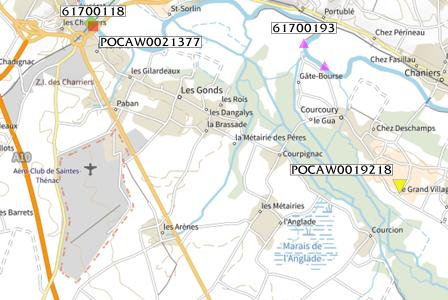 61700118
St-Sorlin
Portublé
les Charriers
61700193
Chez Périneau
POCAW0021377
Chez Fasillau
Chadignac
les Gilardeaux
Gâte-Bourse
Chaniers
Z.I. des Charriers
Les Gonds
Paban
les Rois
Courcoury
les Dangalys
le Gua
Chez Deschamps
la Brassade
la Métairie des Pères
A10
Courpignac
Aéro Club de Saintes-
Thénac
POCAW0019218
le Grand Village
les Barrets
les Métairies
l'Anglade
les Arènes
Courcion
Marais de
l'Anglade